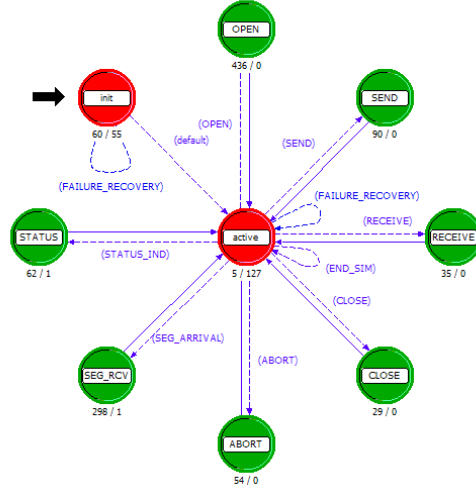 OPEN
436 / 0
init
60 / 55
SEND
90 / 0
(OPEN)
(default)
(SEND)
(FAILURE_RECOVERY)
(FAILURE_RECOVERY)
(RECEIVE)
STATUS
62 / 1
active
5 / 127
RECEIVE
35 / 0
(STATUS_IND)
(END_SIM)
(CLOSE)
(SEG_ARRIVAL)
(ABORT)
SEG_RCV
298 / 1
CLOSE
29 / 0
ABORT
54 / 0